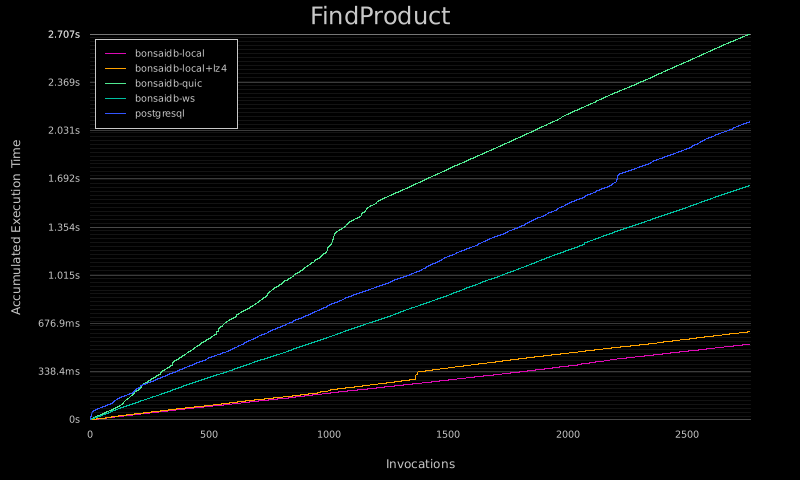 FindProduct
2.707s
2.369s
2.031s
1.692s
1.354s
1.015s
676.9ms
338.4ms
0s
Accumulated Execution Time
bonsaidb-local
bonsaidb-local+lz4
bonsaidb-quic
bonsaidb-ws
postgresql
0
500
1000
1500
2000
2500
Invocations